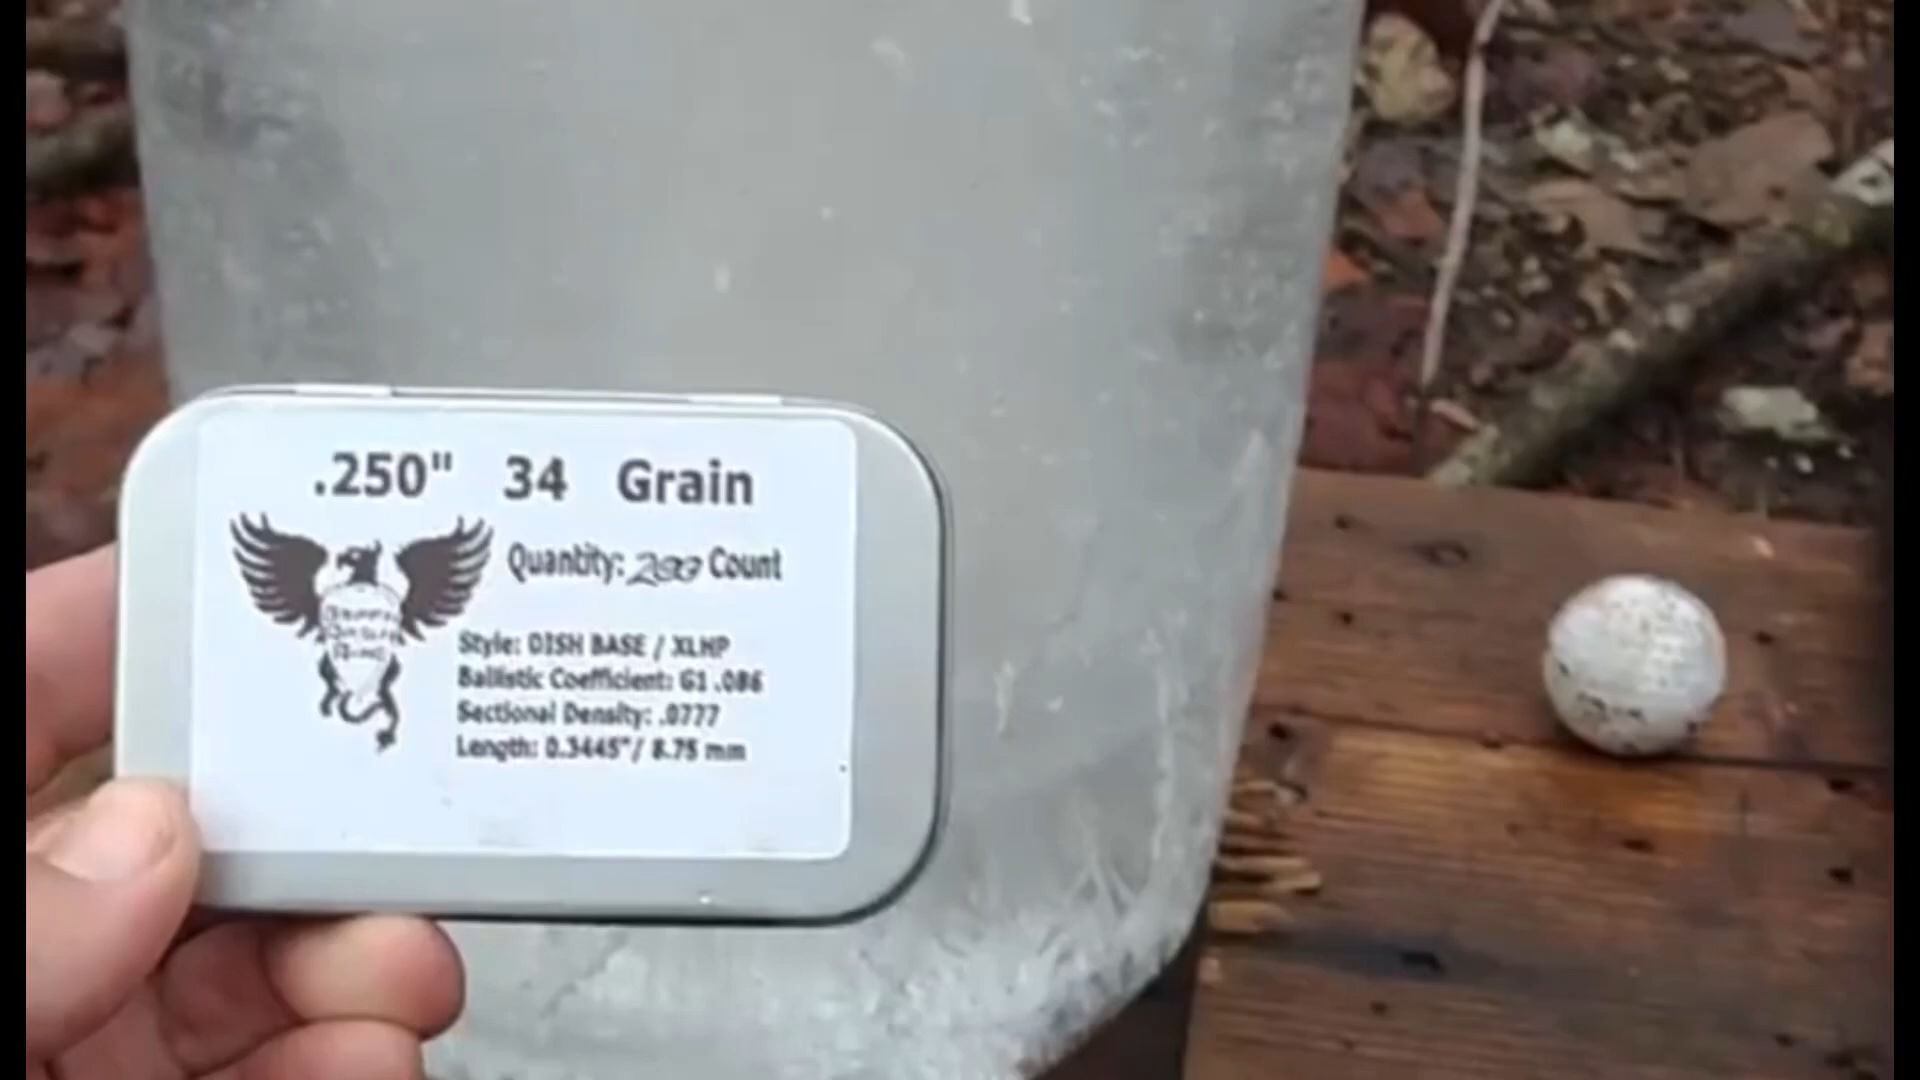 .250" 34 Grain
Quantity: 200 Count
Style: DISH BASE / XLHP
Ballistic Coefficient: G1 .086
Sectional Density: .0777
Length: 0.3445"/ 8.75 mm